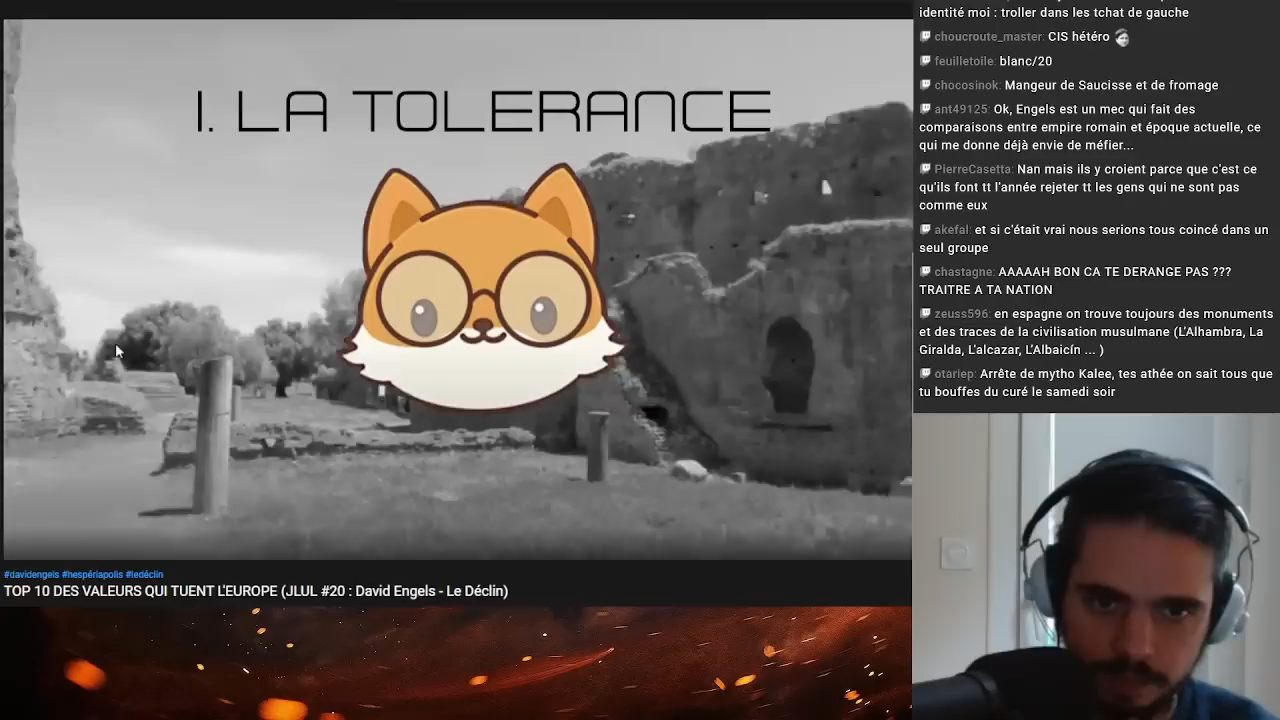 I. LA TOLERANCE
#davidengels #hespériapolis #ledéclin
TOP 10 DES VALEURS QUI TUENT L'EUROPE (JLUL #20 : David Engels - Le Déclin)
identité moi : troller dans les tchat de gauche
choucroute_master: CIS hétéro
feuilletoile: blanc/20
chocosinok: Mangeur de Saucisse et de fromage
ant49125: Ok, Engels est un mec qui fait des
comparaisons entre empire romain et époque actuelle, ce
qui me donne déjà envie de méfier...
PierreCasetta: Nan mais ils y croient parce que c'est ce
qu'ils font tt l'année rejeter tt les gens qui ne sont pas
comme eux
akefal: et si c'était vrai nous serions tous coincé dans un
seul groupe
chastagne: AAAAAH BON CA TE DERANGE PAS ???
TRAITRE A TA NATION
zeuss596: en espagne on trouve toujours des monuments
et des traces de la civilisation musulmane (L'Alhambra, La
Giralda, L'alcazar, L'Albaicín ... )
otariep: Arrête de mytho Kalee, tes athée on sait tous que
tu bouffes du curé le samedi soir